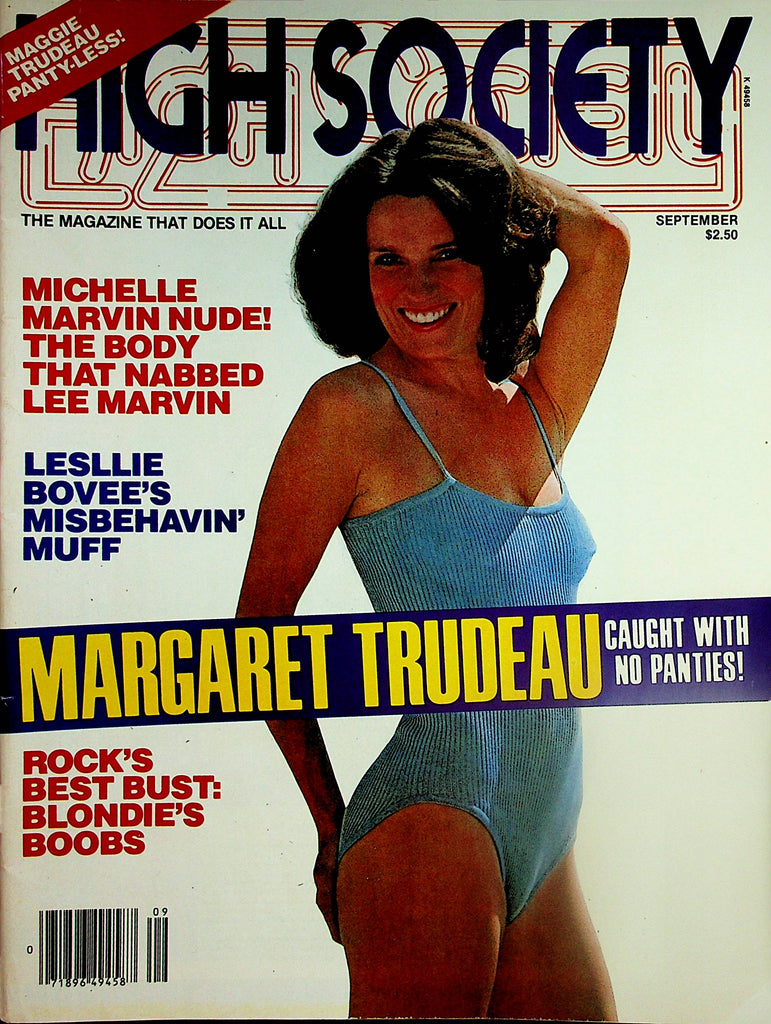 MAGGIE
TRUDEAU
PANTY-LESS!
HIGH SOCIETY
High Society
K 49458
THE MAGAZINE THAT DOES IT ALL
SEPTEMBER
$2.50
MICHELLE
MARVIN NUDE!
THE BODY
THAT NABBED
LEE MARVIN
LESLLIE
BOVEE'S
MISBEHAVIN'
MUFF
MARGARET TRUDEAU CAUGHT WITH
NO PANTIES!
ROCK'S
BEST BUST:
BLONDIE'S
BOOBS
09
0
71896 49458